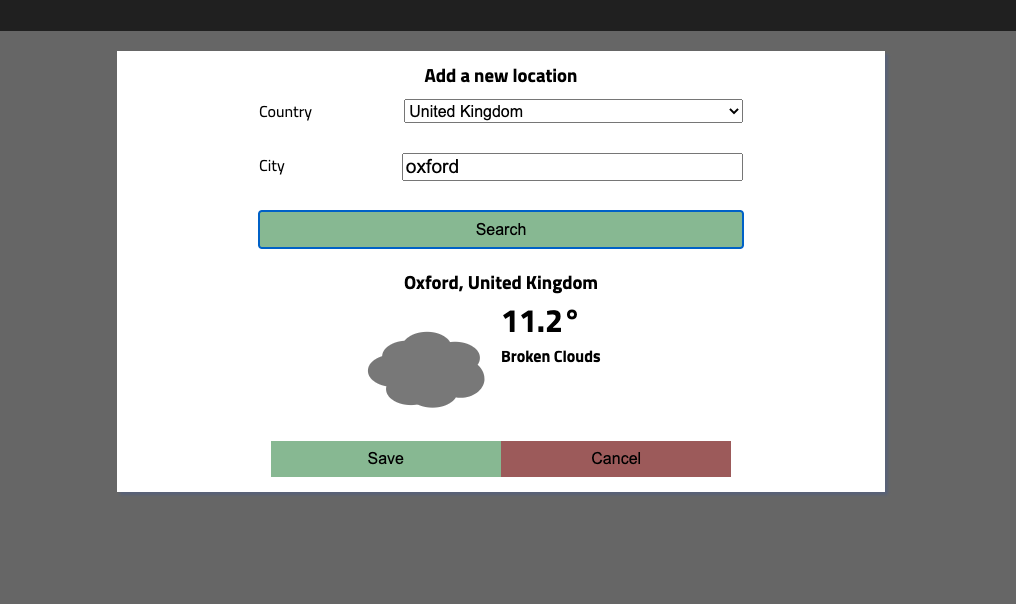 Add a new location
Country United Kingdom
City oxford
Search
Oxford, United Kingdom
11.2°
Broken Clouds
Save Cancel